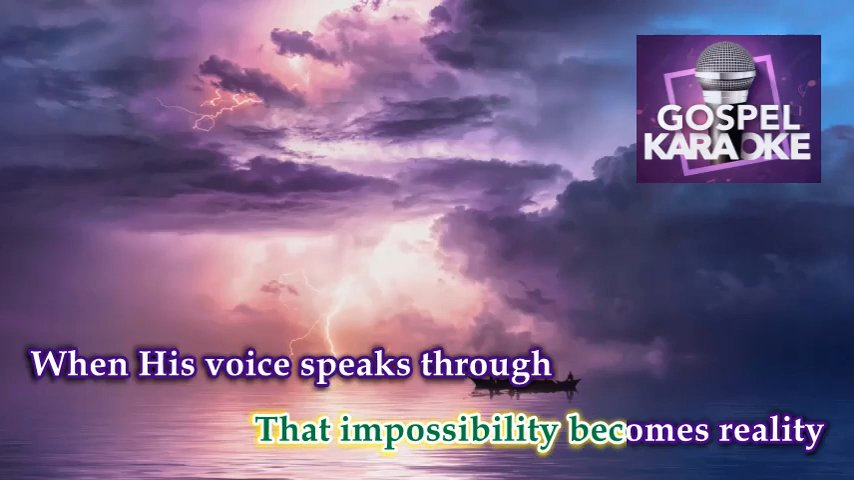 GOSPEL
KARAOKE
When His voice speaks through
That impossibility becomes reality